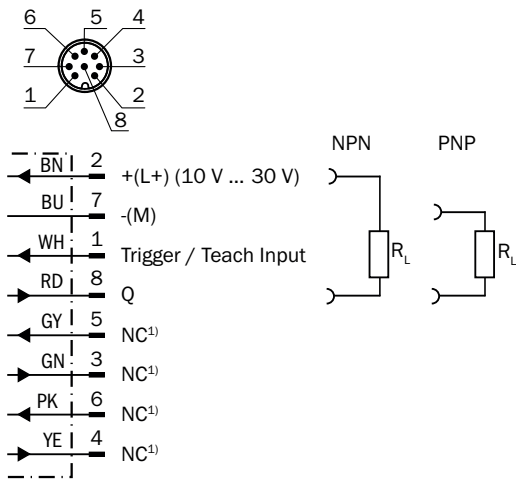 6 5 4
7 3
1 2
8
NPN PNP
BN 2 +(L+) (10 V ... 30 V)
BU 7 -(M)
WH 1 Trigger / Teach Input
RD 8 Q
GY 5 NC¹⁾
GN 3 NC¹⁾
PK 6 NC¹⁾
YE 4 NC¹⁾
R_L R_L